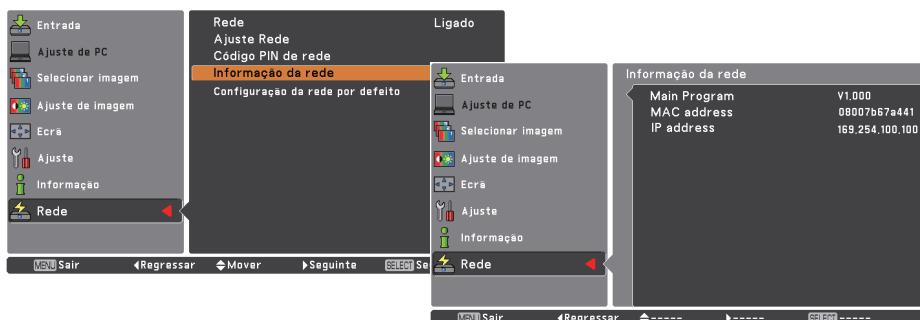 Entrada
Ajuste de PC
Selecionar imagem
Ajuste de imagem
Ecrã
Ajuste
Informação
Rede
Rede Ligado
Ajuste Rede
Código PIN de rede
Informação da rede
Configuração da rede por defeito
MENU Sair Regressar Mover Seguinte SELECT Se
Entrada
Ajuste de PC
Selecionar imagem
Ajuste de imagem
Ecrã
Ajuste
Informação
Rede
Informação da rede
Main Program V1.000
MAC address 08007b67a441
IP address 169.254.100.100
MENU Sair Regressar ----- ----- SELECT -----